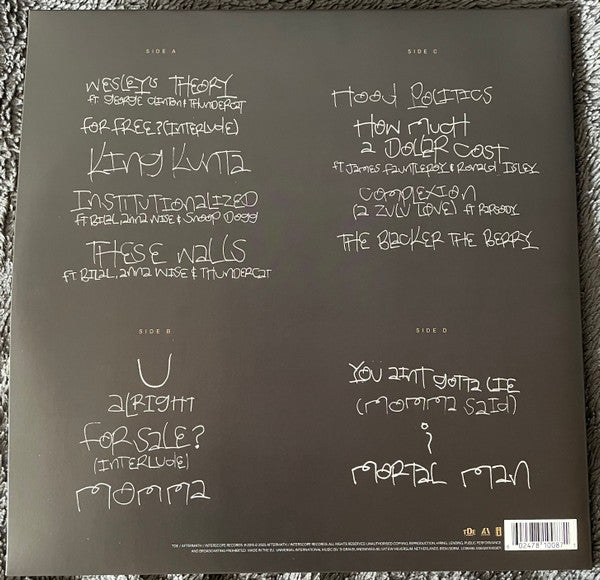 SIDE A
WESLEY'S THEORY
ft GEORGE CLINTON & THUNDERCAT
FOR FREE? (INTERLUDE)
KING KUNTA
INSTITUTIONALIZED
ft BILAL, ANNA WISE & SNOOP DOGG
THESE WALLS
ft BILAL, ANNA WISE & THUNDERCAT
SIDE B
U
ALRIGHT
FOR SALE?
(INTERLUDE)
MOMMA
SIDE C
HOOD POLITICS
HOW MUCH
A DOLLAR COST
ft JAMES FAUNTLEROY & RONALD ISLEY
COMPLEXION
(A ZULU LOVE) ft RAPSODY
THE BLACKER THE BERRY
SIDE D
YOU AINT GOTTA LIE
(MOMMA SAID)
i
MORTAL MAN
TDE